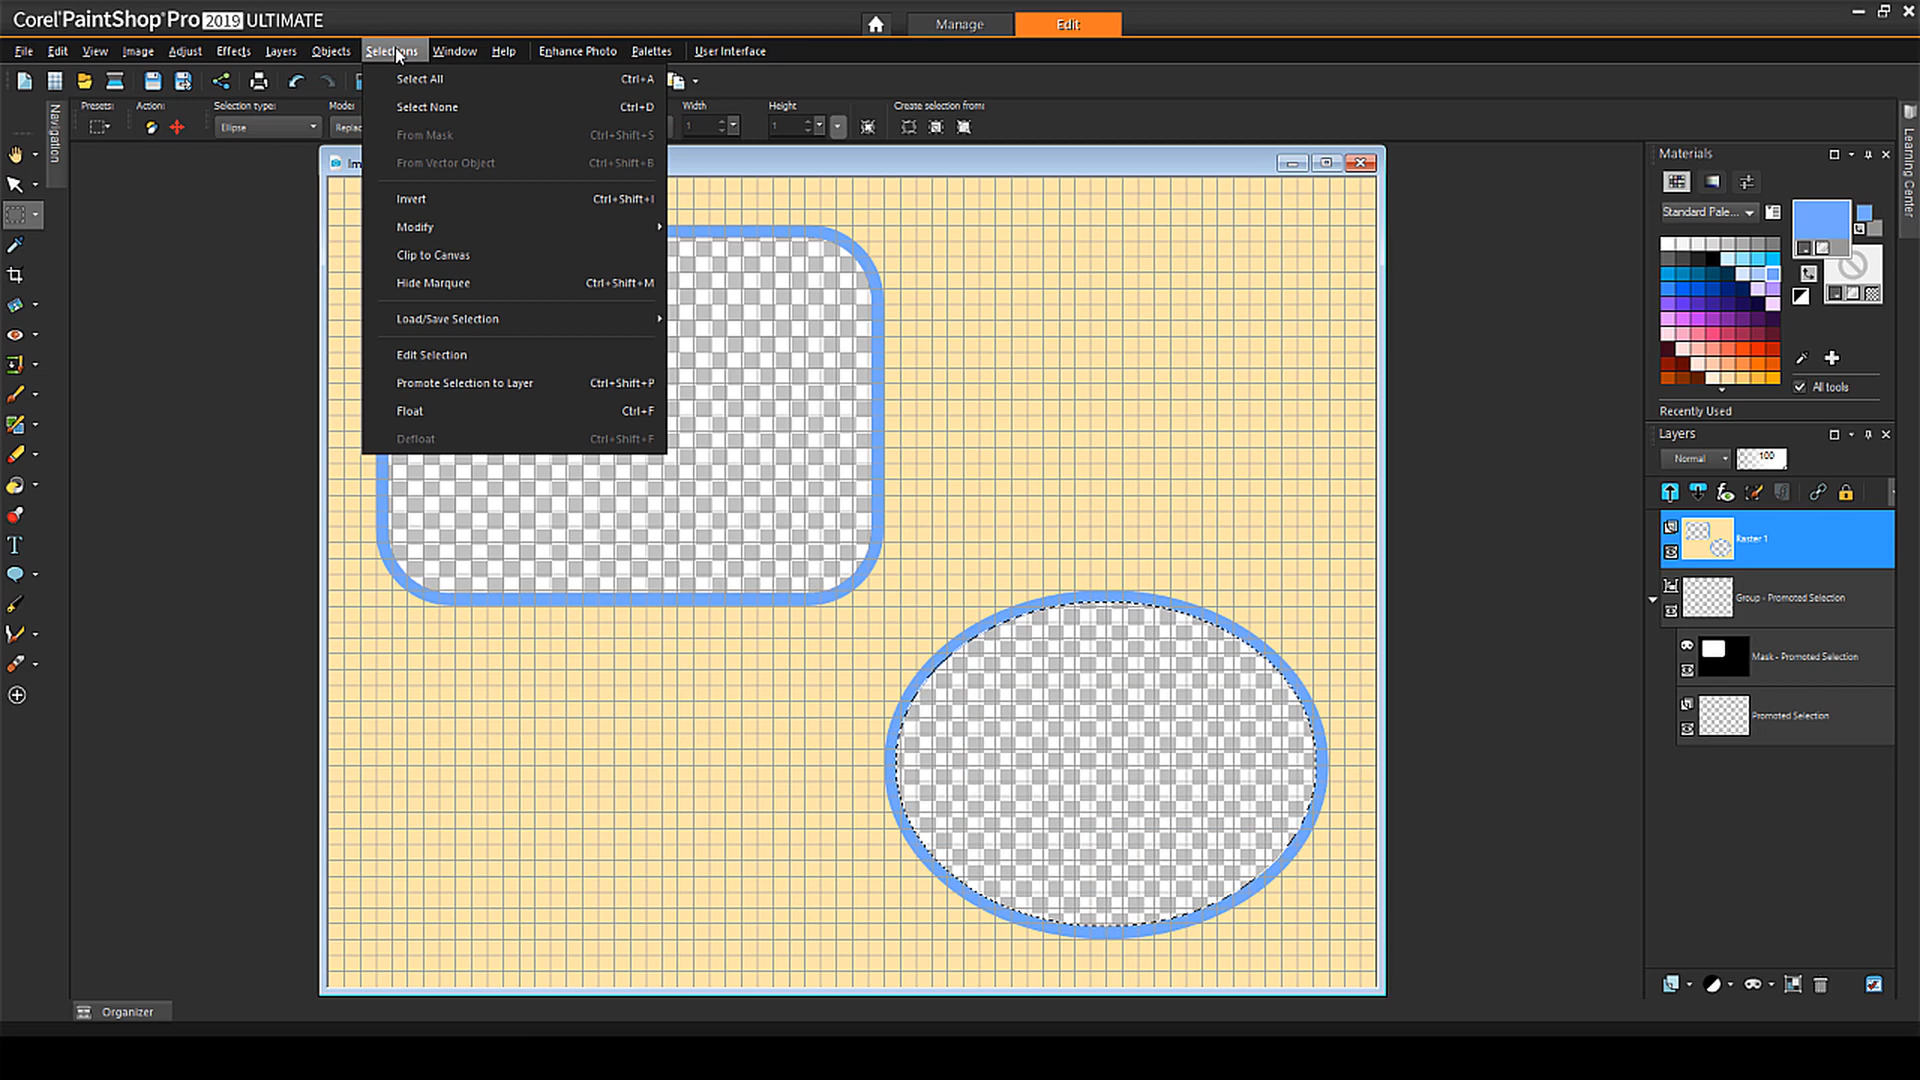 Corel PaintShop Pro 2019 ULTIMATE
Manage
Edit
File Edit View Image Adjust Effects Layers Objects Selections Window Help Enhance Photo Palettes User Interface
Presets: Action: Selection type: Mode: Width Height Create selection from:
Ellipse Replac 1 1
Navigation
Select All Ctrl+A
Select None Ctrl+D
From Mask Ctrl+Shift+S
From Vector Object Ctrl+Shift+B
Invert Ctrl+Shift+I
Modify
Clip to Canvas
Hide Marquee Ctrl+Shift+M
Load/Save Selection
Edit Selection
Promote Selection to Layer Ctrl+Shift+P
Float Ctrl+F
Defloat Ctrl+Shift+F
Im
Materials
Learning Center
Standard Pale...
All tools
Recently Used
Layers
Normal 100
Raster 1
Group - Promoted Selection
Mask - Promoted Selection
Promoted Selection
Organizer